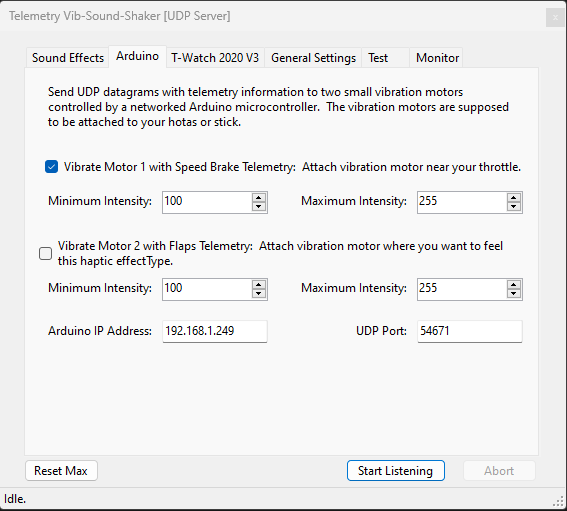 Telemetry Vib-Sound-Shaker [UDP Server]
Sound Effects Arduino T-Watch 2020 V3 General Settings Test Monitor
Send UDP datagrams with telemetry information to two small vibration motors
controlled by a networked Arduino microcontroller. The vibration motors are supposed
to be attached to your hotas or stick.
Vibrate Motor 1 with Speed Brake Telemetry: Attach vibration motor near your throttle.
Minimum Intensity: 100 Maximum Intensity: 255
Vibrate Motor 2 with Flaps Telemetry: Attach vibration motor where you want to feel
this haptic effectType.
Minimum Intensity: 100 Maximum Intensity: 255
Arduino IP Address: 192.168.1.249 UDP Port: 54671
Reset Max Start Listening Abort
Idle.